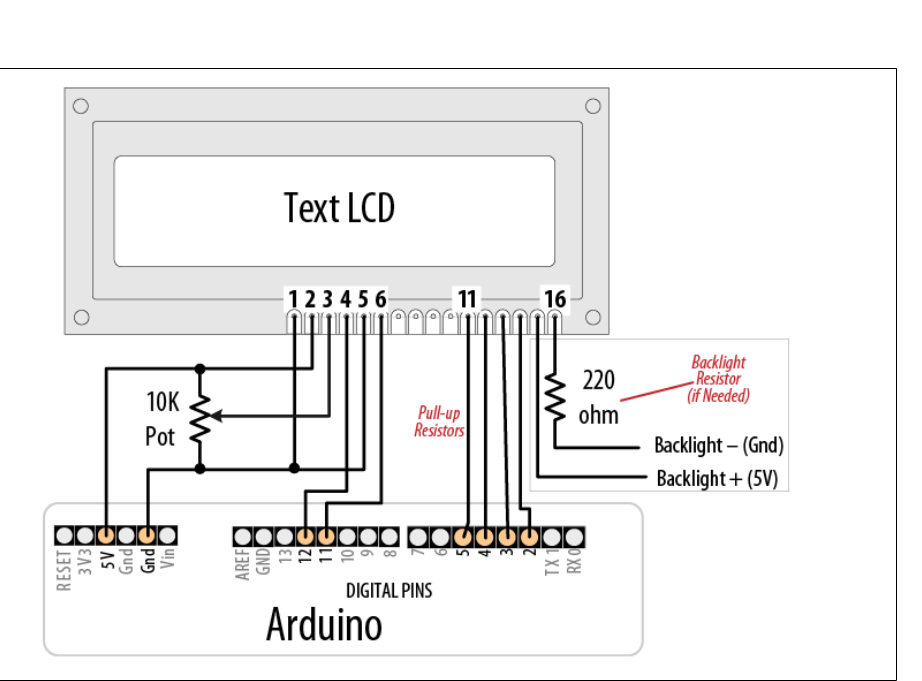 Text LCD
1 2 3 4 5 6 11 16
10K
Pot
Pull-up
Resistors
220
ohm
Backlight
Resistor
(if Needed)
Backlight – (Gnd)
Backlight + (5V)
RESET
3V3
5V
Gnd
Gnd
Vin
AREF
GND
13
12
11
10
9
8
7
6
5
4
3
2
TX 1
RX 0
DIGITAL PINS
Arduino